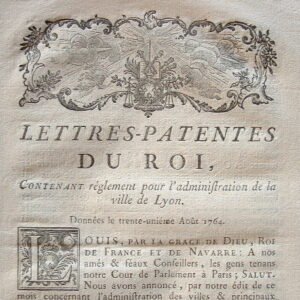 LETTRES-PATENTES
DU ROI,
CONTENANT réglement pour l'administration de la
ville de Lyon.
Données le trente-unième Août 1764.
LOUIS, PAR LA GRACE DE DIEU, ROI
DE FRANCE ET DE NAVARRE: A nos
amés & féaux Conseillers, les gens tenans
notre Cour de Parlement à Paris; SALUT.
Nous avons annoncé, par notre édit de ce
mois concernant l'administration des villes & principaux